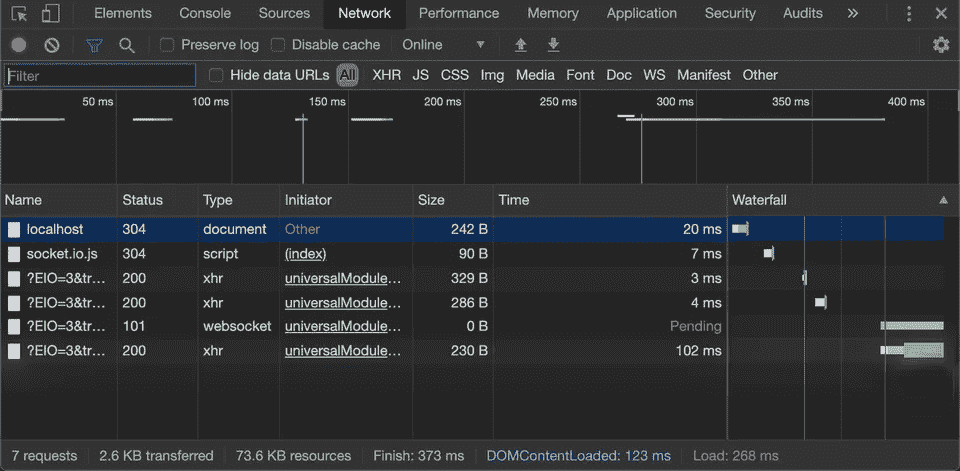 Elements Console Sources Network Performance Memory Application Security Audits »
Preserve log Disable cache Online
Filter Hide data URLs All XHR JS CSS Img Media Font Doc WS Manifest Other
50 ms 100 ms 150 ms 200 ms 250 ms 300 ms 350 ms 400 ms
Name Status Type Initiator Size Time Waterfall
localhost 304 document Other 242 B 20 ms
socket.io.js 304 script (index) 90 B 7 ms
?EIO=3&tr… 200 xhr universalModule… 329 B 3 ms
?EIO=3&tr… 200 xhr universalModule… 286 B 4 ms
?EIO=3&tr… 101 websocket universalModule… 0 B Pending
?EIO=3&tr… 200 xhr universalModule… 230 B 102 ms
7 requests 2.6 KB transferred 73.6 KB resources Finish: 373 ms DOMContentLoaded: 123 ms Load: 268 ms